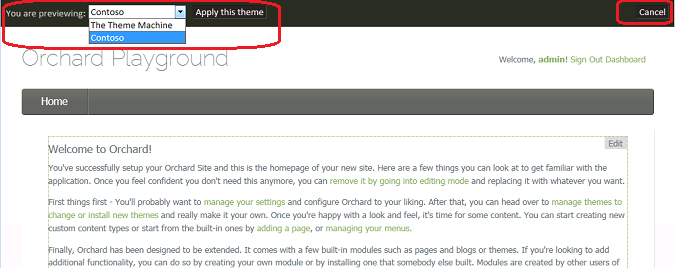 You are previewing: Contoso Apply this theme Cancel
The Theme Machine
Contoso
Orchard Playground
Welcome, admin! Sign Out Dashboard
Home
Welcome to Orchard! Edit
You've successfully setup your Orchard Site and this is the homepage of your new site. Here are a few things you can look at to get familiar with the
application. Once you feel confident you don't need this anymore, you can remove it by going into editing mode and replacing it with whatever you want.
First things first - You'll probably want to manage your settings and configure Orchard to your liking. After that, you can head over to manage themes to
change or install new themes and really make it your own. Once you're happy with a look and feel, it's time for some content. You can start creating new
custom content types or start from the built-in ones by adding a page, or managing your menus.
Finally, Orchard has been designed to be extended. It comes with a few built-in modules such as pages and blogs or themes. If you're looking to add
additional functionality, you can do so by creating your own module or by installing one that somebody else built. Modules are created by other users of